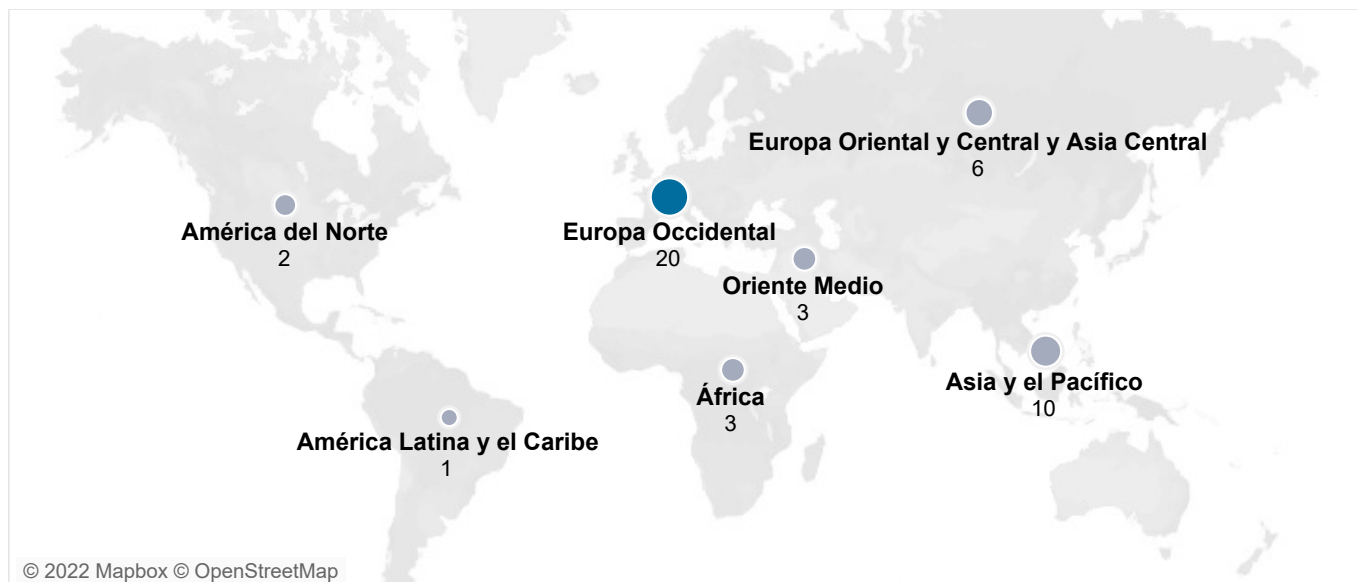 Europa Oriental y Central y Asia Central
6
América del Norte
2
Europa Occidental
20
Oriente Medio
3
Asia y el Pacífico
10
África
3
América Latina y el Caribe
1
© 2022 Mapbox © OpenStreetMap